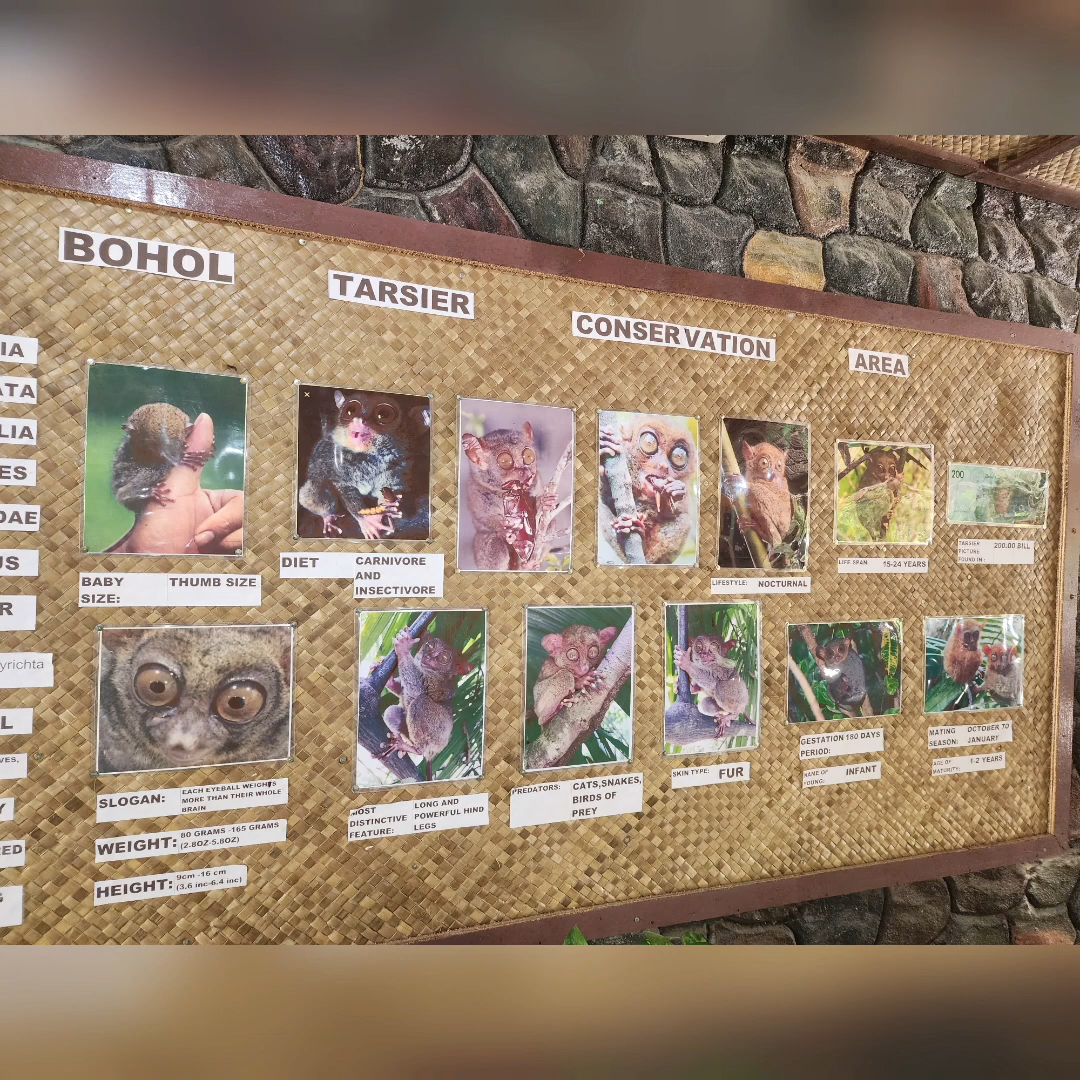 BOHOL
TARSIER
CONSERVATION
AREA
IA
ATA
LIA
ES
DAE
US
R
yrichta
L
VES,
Y
RED
BABY SIZE: THUMB SIZE
DIET CARNIVORE
AND
INSECTIVORE
LIFESTYLE: NOCTURNAL
LIFE SPAN: 15-24 YEARS
200
TARSIER PICTURE FOUND IN: 200.00 BILL
SLOGAN: EACH EYEBALL WEIGHTS
MORE THAN THEIR WHOLE
BRAIN
WEIGHT: 80 GRAMS -165 GRAMS
(2.8OZ-5.8OZ)
HEIGHT: 9cm -16 cm
(3.6 inc-6.4 inc)
MOST DISTINCTIVE FEATURE: LONG AND
POWERFUL HIND
LEGS
PREDATORS: CATS,SNAKES,
BIRDS OF
PREY
SKIN TYPE: FUR
GESTATION PERIOD: 180 DAYS
NAME OF YOUNG: INFANT
MATING SEASON: OCTOBER TO
JANUARY
AGE OF MATURITY: 1-2 YEARS